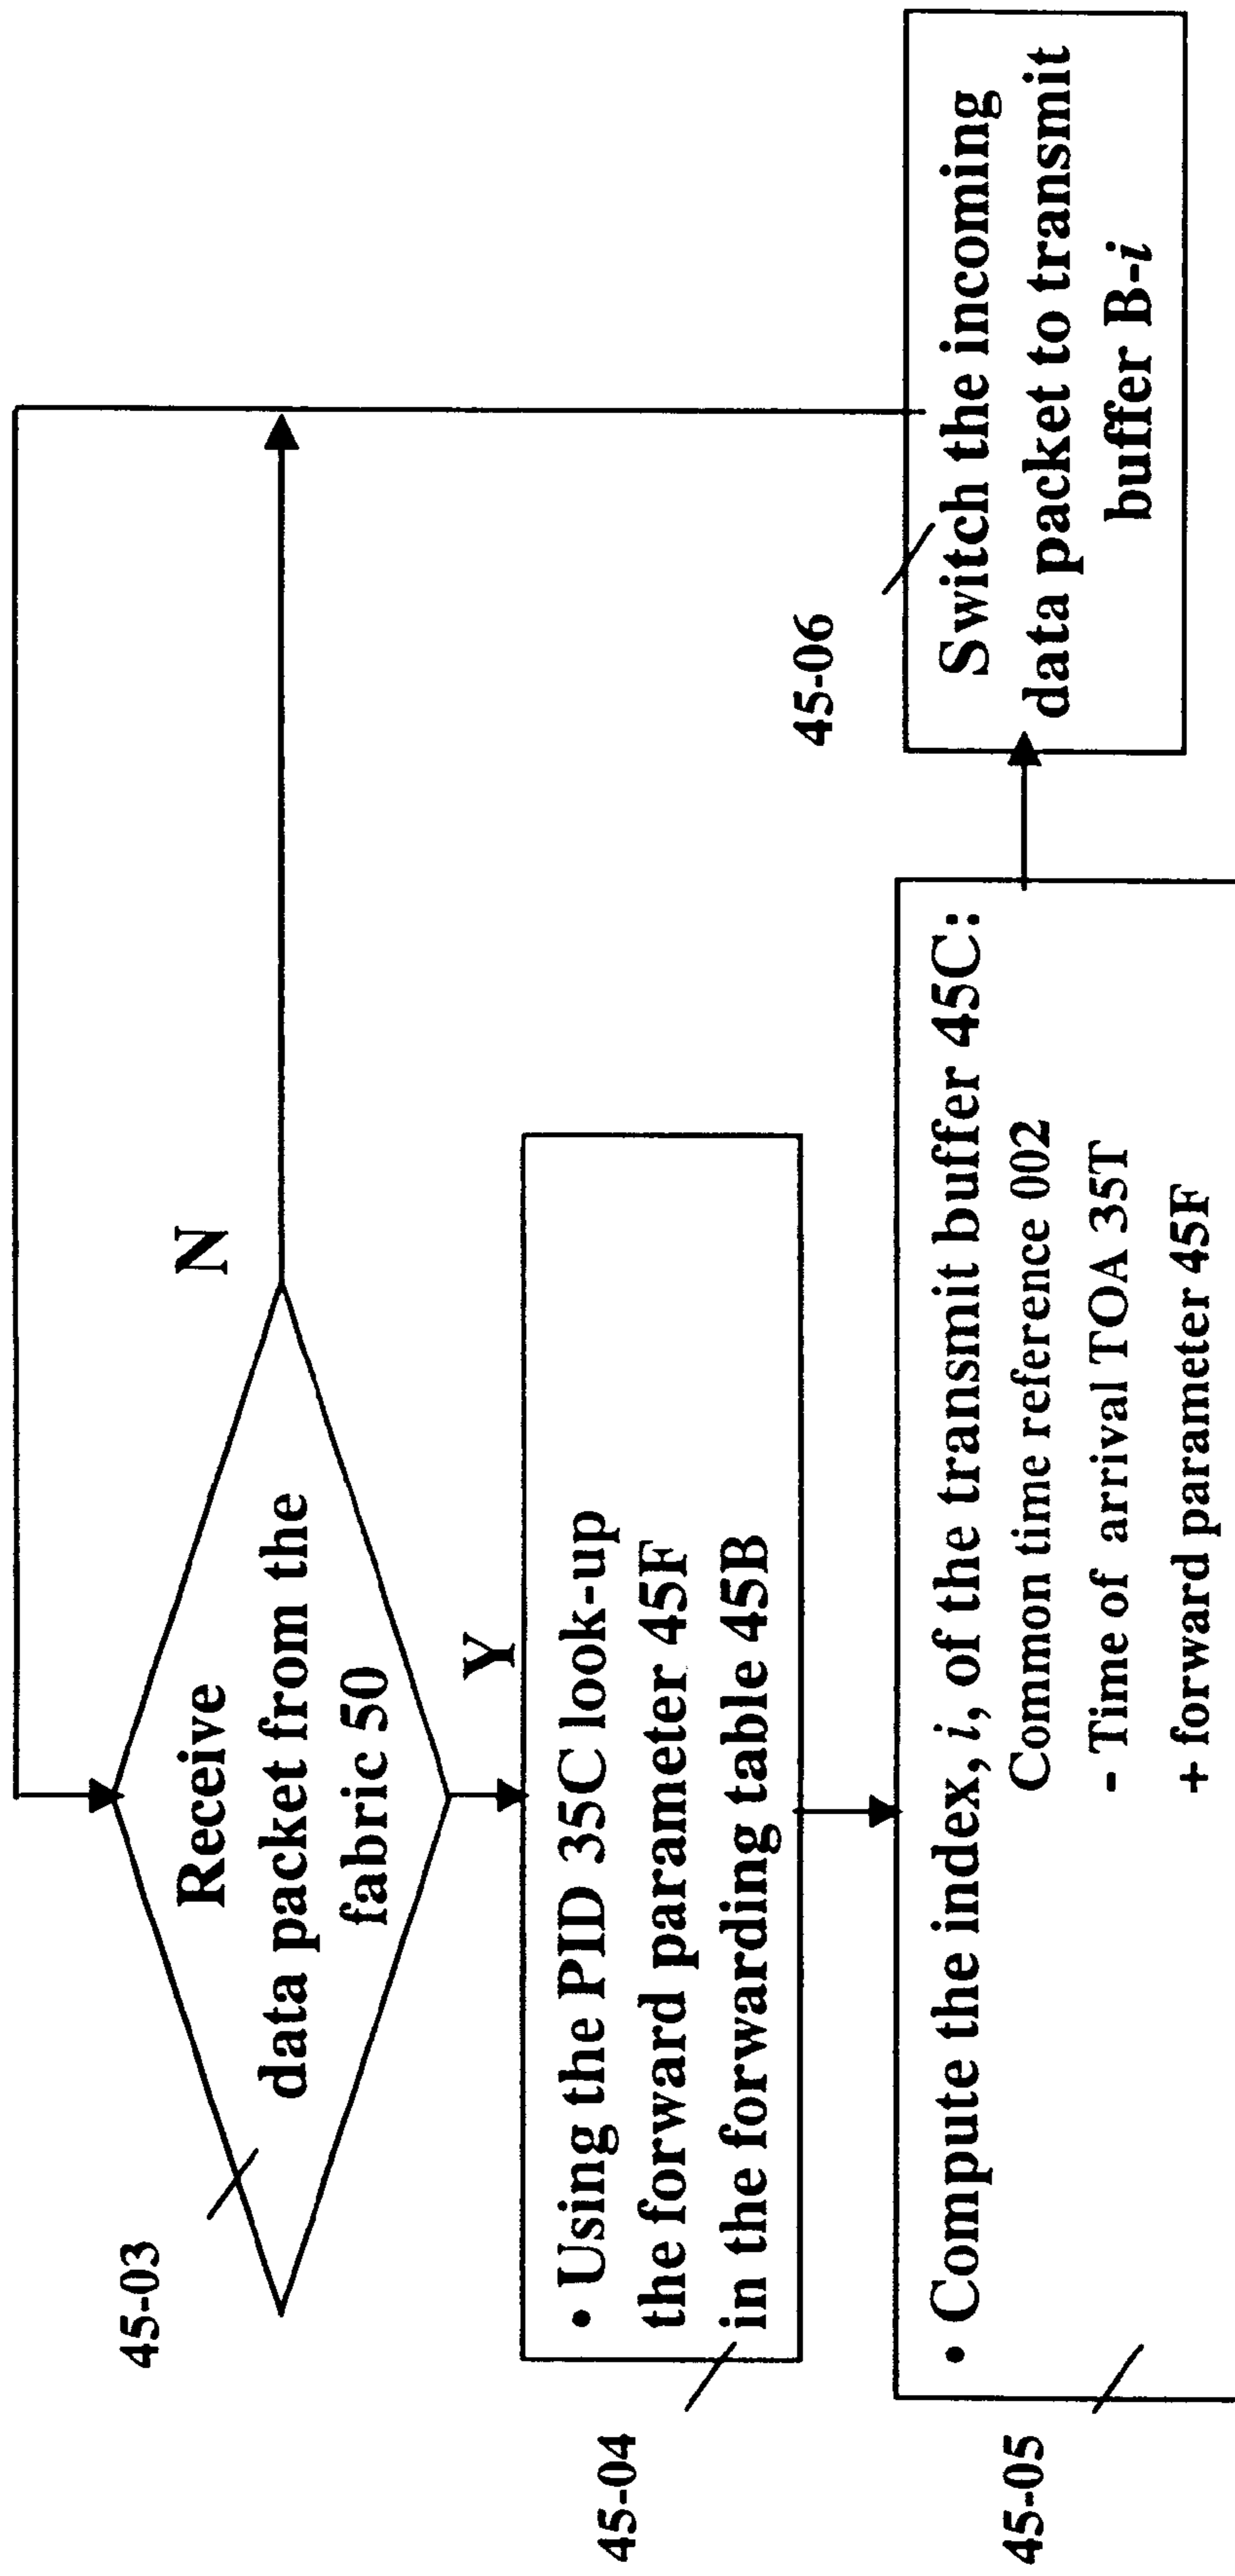 45-03
Receive
data packet from the
fabric 50
N
Y
45-04
• Using the PID 35C look-up
the forward parameter 45F
in the forwarding table 45B
45-05
• Compute the index, i, of the transmit buffer 45C:
Common time reference 002
- Time of arrival TOA 35T
+ forward parameter 45F
45-06
Switch the incoming
data packet to transmit
buffer B-i